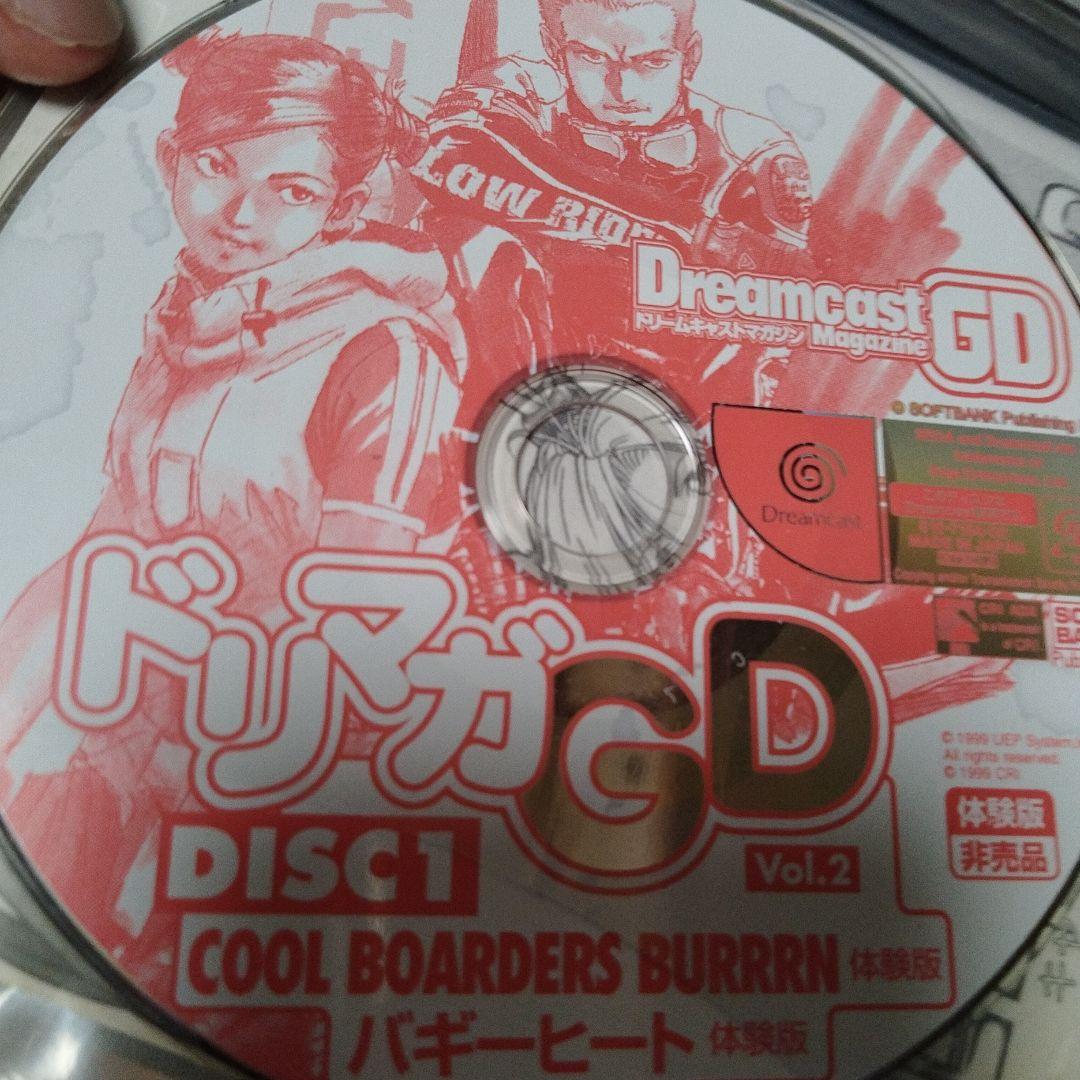 LOW RIDE
Dreamcast
ドリームキャストマガジン Magazine
GD
© SOFTBANK Publishing
Dreamcast
ドリマガGD
© 1999 UEP System
All rights reserved.
© 1999 CRI
体験版
非売品
Vol.2
DISC1
COOL BOARDERS BURRRN 体験版
バギーヒート 体験版